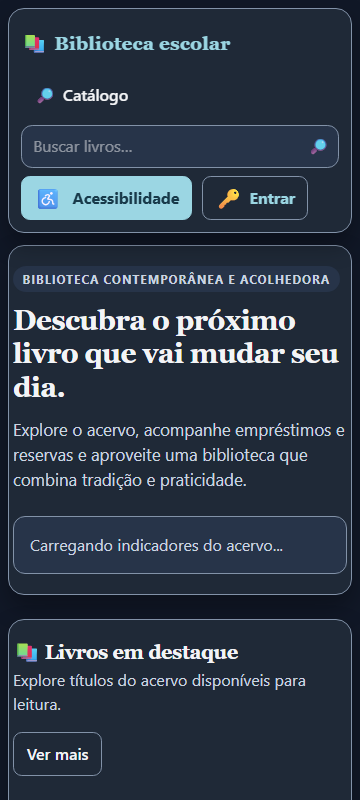 Biblioteca escolar
Catálogo
Buscar livros...
Acessibilidade
Entrar
BIBLIOTECA CONTEMPORÂNEA E ACOLHEDORA
Descubra o próximo
livro que vai mudar seu
dia.
Explore o acervo, acompanhe empréstimos e
reservas e aproveite uma biblioteca que
combina tradição e praticidade.
Carregando indicadores do acervo...
Livros em destaque
Explore títulos do acervo disponíveis para
leitura.
Ver mais